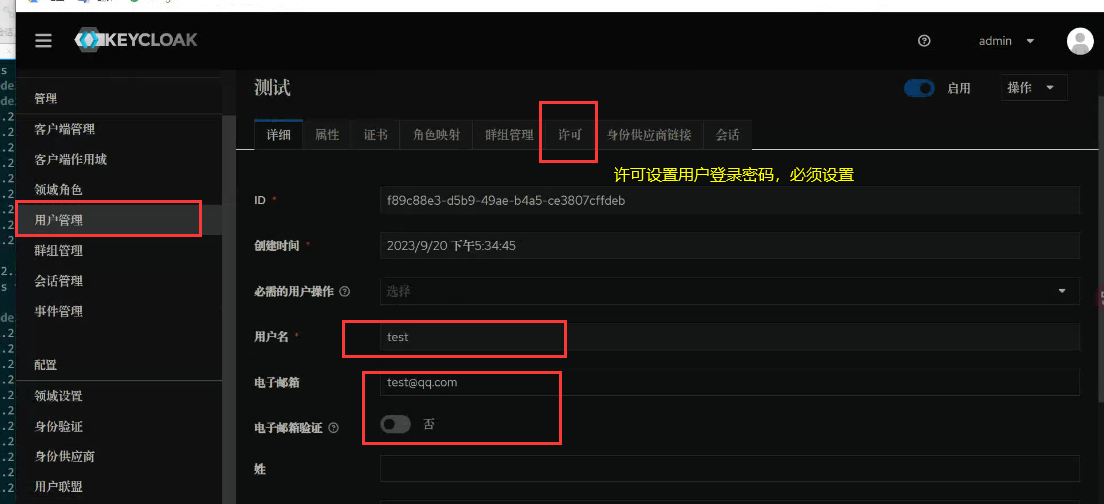 KEYCLOAK
admin
管理
客户端管理
客户端作用域
领域角色
用户管理
群组管理
会话管理
事件管理
配置
领域设置
身份验证
身份供应商
用户联盟
测试
启用
操作
详细 属性 证书 角色映射 群组管理 许可 身份供应商链接 会话
许可设置用户登录密码，必须设置
ID * f89c88e3-d5b9-49ae-b4a5-ce3807cffdeb
创建时间 * 2023/9/20 下午5:34:45
必需的用户操作 选择
用户名 * test
电子邮箱 test@qq.com
电子邮箱验证 否
姓